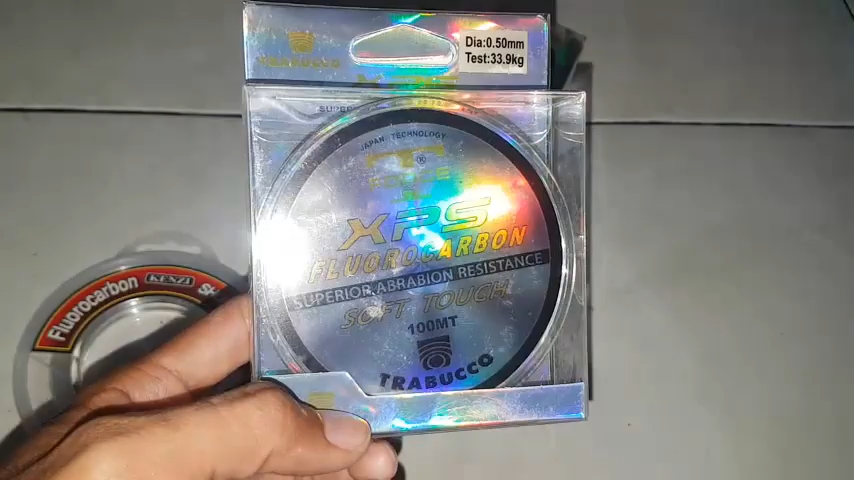 TRABUCCO
Dia:0.50mm
Test:33.9kg
JAPAN TECHNOLOGY
XPS
FLUOROCARBON
SUPERIOR ABRABION RESISTANCE
SOFT TOUCH
100MT
TRABUCCO
Fluorocarbon KENZI